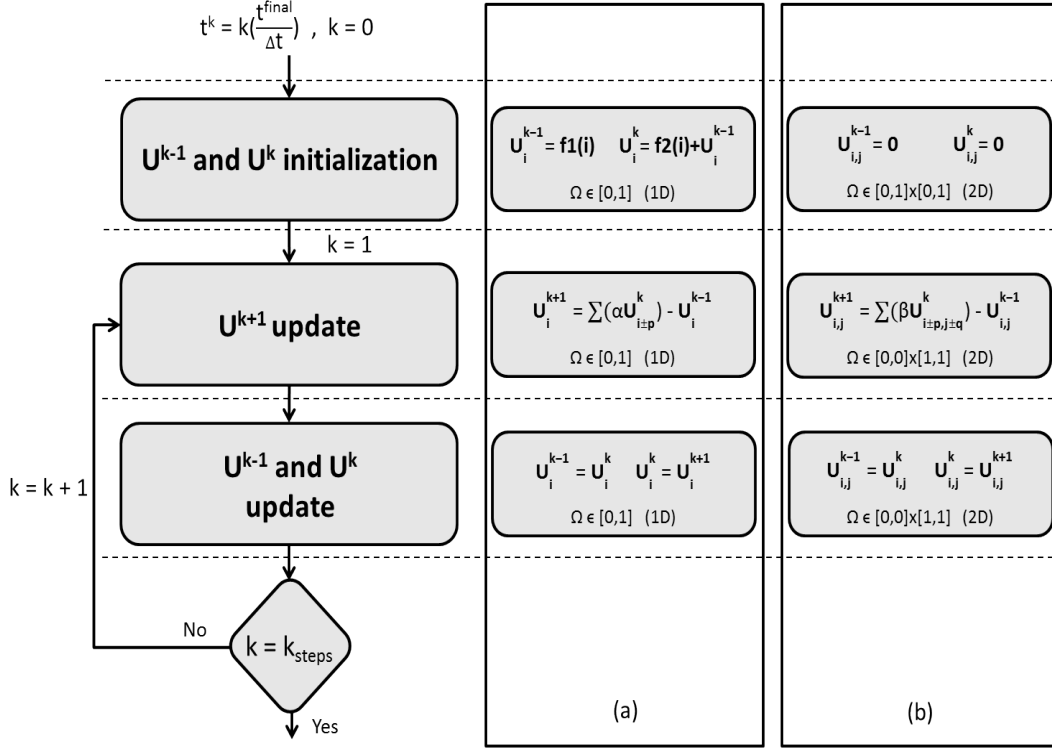 t^k = k(t^final/Δt) , k = 0
U^k-1 and U^k initialization
k = 1
U^k+1 update
U^k-1 and U^k
update
k = k + 1
No
k = k_steps
Yes
U_i^k−1 = f1(i) U_i^k = f2(i)+U_i^k−1
Ω ϵ [0,1] (1D)
U_i^k+1 = ∑(αU_i±p^k) - U_i^k−1
Ω ϵ [0,1] (1D)
U_i^k−1 = U_i^k U_i^k = U_i^k+1
Ω ϵ [0,1] (1D)
(a)
U_i,j^k−1 = 0 U_i,j^k = 0
Ω ϵ [0,1]x[0,1] (2D)
U_i,j^k+1 = ∑(βU_i±p,j±q^k) - U_i,j^k−1
Ω ϵ [0,0]x[1,1] (2D)
U_i,j^k−1 = U_i,j^k U_i,j^k = U_i,j^k+1
Ω ϵ [0,0]x[1,1] (2D)
(b)